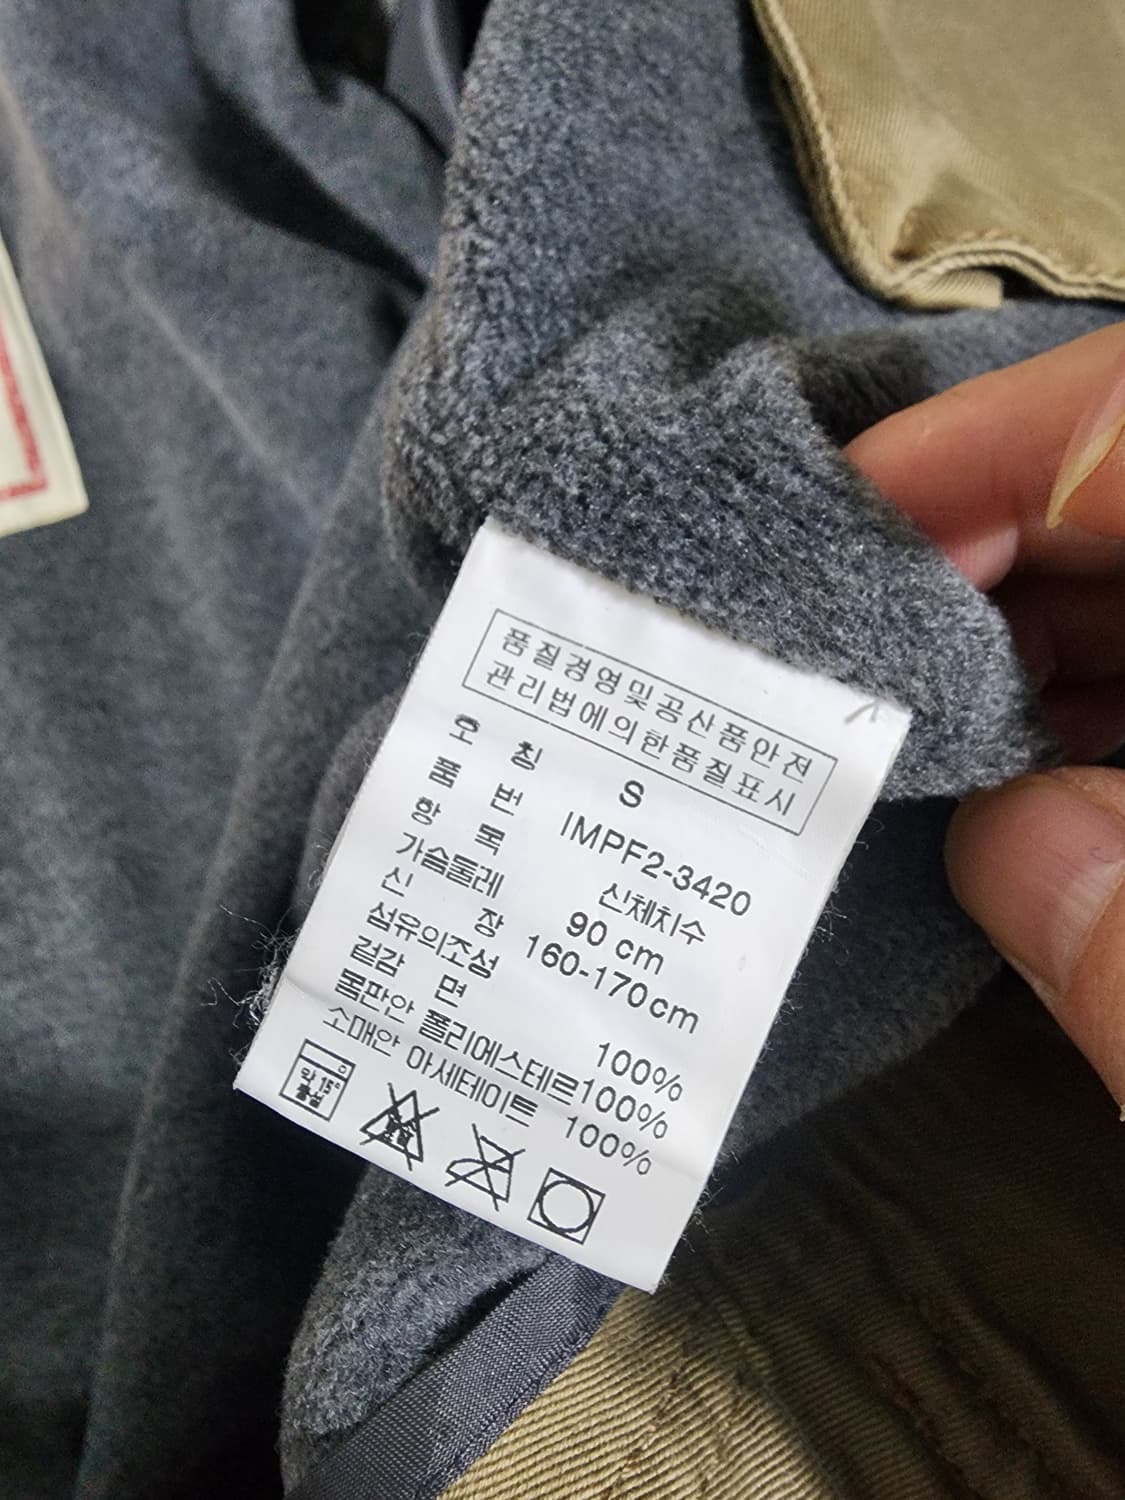 품질경영및공산품안전
관리법에의한품질표시
호 칭 S
품 번 IMPF2-3420
항 목 신체치수
가슴둘레 90 cm
신 장 160-170cm
섬유의조성
겉감 면 100%
몸판안 폴리에스테르100%
소매안 아세테이트 100%
약 15°